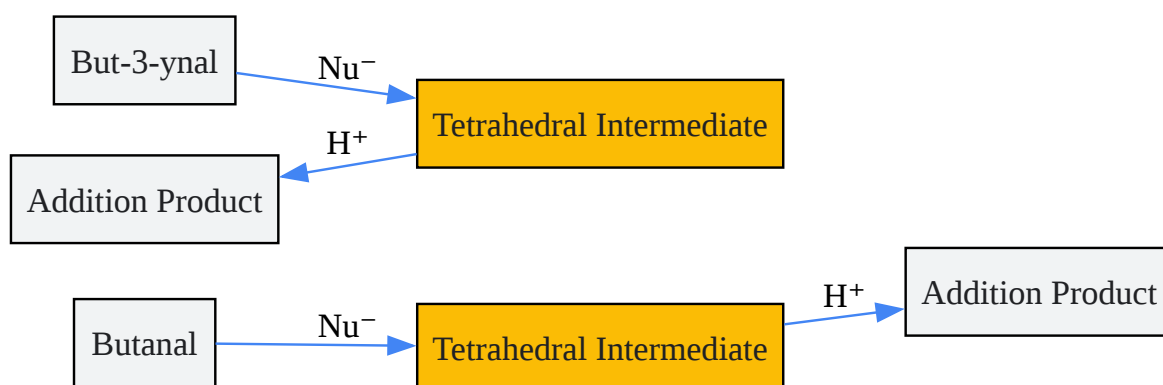 But-3-ynal
Nu⁻
Tetrahedral Intermediate
H⁺
Addition Product
Butanal
Nu⁻
Tetrahedral Intermediate
H⁺
Addition Product